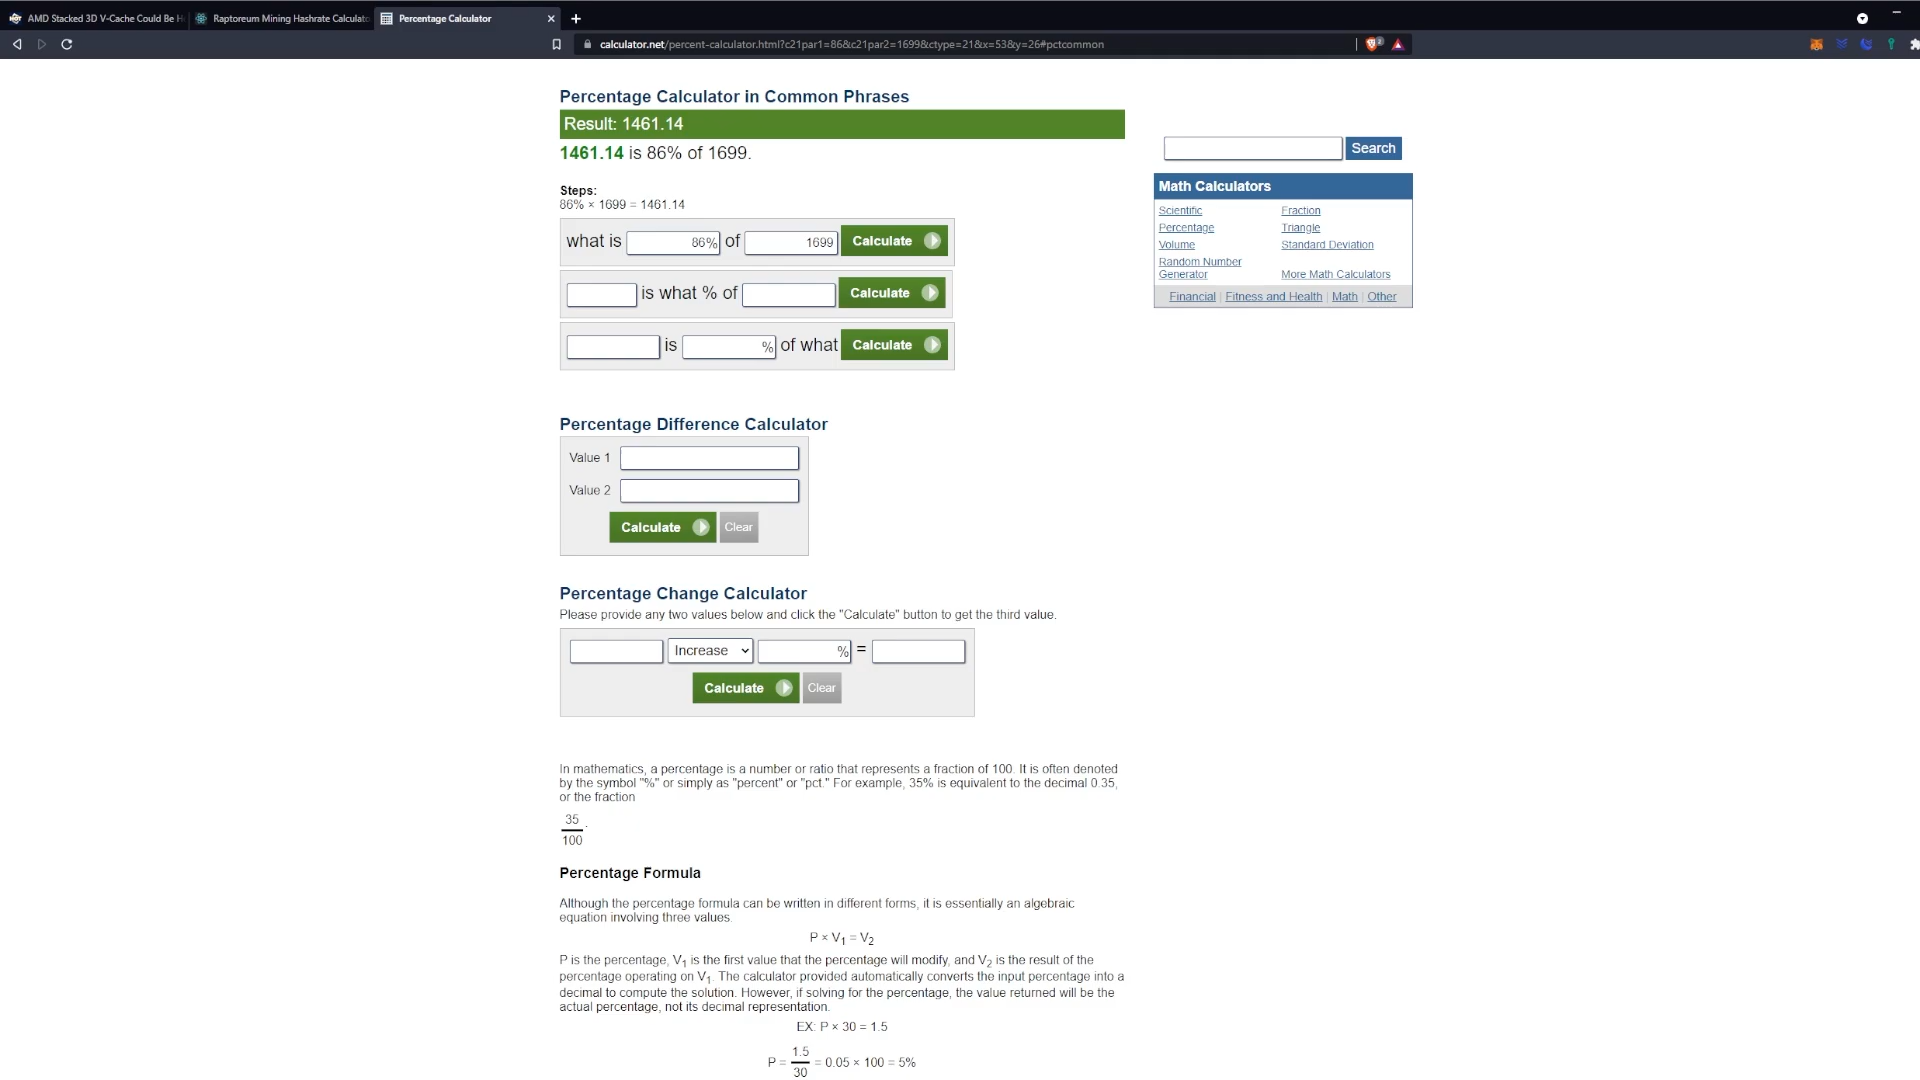 AMD Stacked 3D V-Cache Could Be H
Raptoreum Mining Hashrate Calculato
Percentage Calculator
calculator.net/percent-calculator.html?c21par1=86&c21par2=1699&ctype=21&x=53&y=26#pctcommon
Percentage Calculator in Common Phrases
Result: 1461.14
1461.14 is 86% of 1699.
Steps:
86% × 1699 = 1461.14
what is 86% of 1699 Calculate
is what % of Calculate
is % of what Calculate
Search
Math Calculators
Scientific Fraction
Percentage Triangle
Volume Standard Deviation
Random Number
Generator More Math Calculators
Financial | Fitness and Health | Math | Other
Percentage Difference Calculator
Value 1
Value 2
Calculate Clear
Percentage Change Calculator
Please provide any two values below and click the "Calculate" button to get the third value.
Increase % =
Calculate Clear
In mathematics, a percentage is a number or ratio that represents a fraction of 100. It is often denoted
by the symbol "%" or simply as "percent" or "pct." For example, 35% is equivalent to the decimal 0.35,
or the fraction
35
100
.
Percentage Formula
Although the percentage formula can be written in different forms, it is essentially an algebraic
equation involving three values.
P × V1 = V2
P is the percentage, V1 is the first value that the percentage will modify, and V2 is the result of the
percentage operating on V1. The calculator provided automatically converts the input percentage into a
decimal to compute the solution. However, if solving for the percentage, the value returned will be the
actual percentage, not its decimal representation.
EX: P × 30 = 1.5
P = 1.5
30 = 0.05 × 100 = 5%